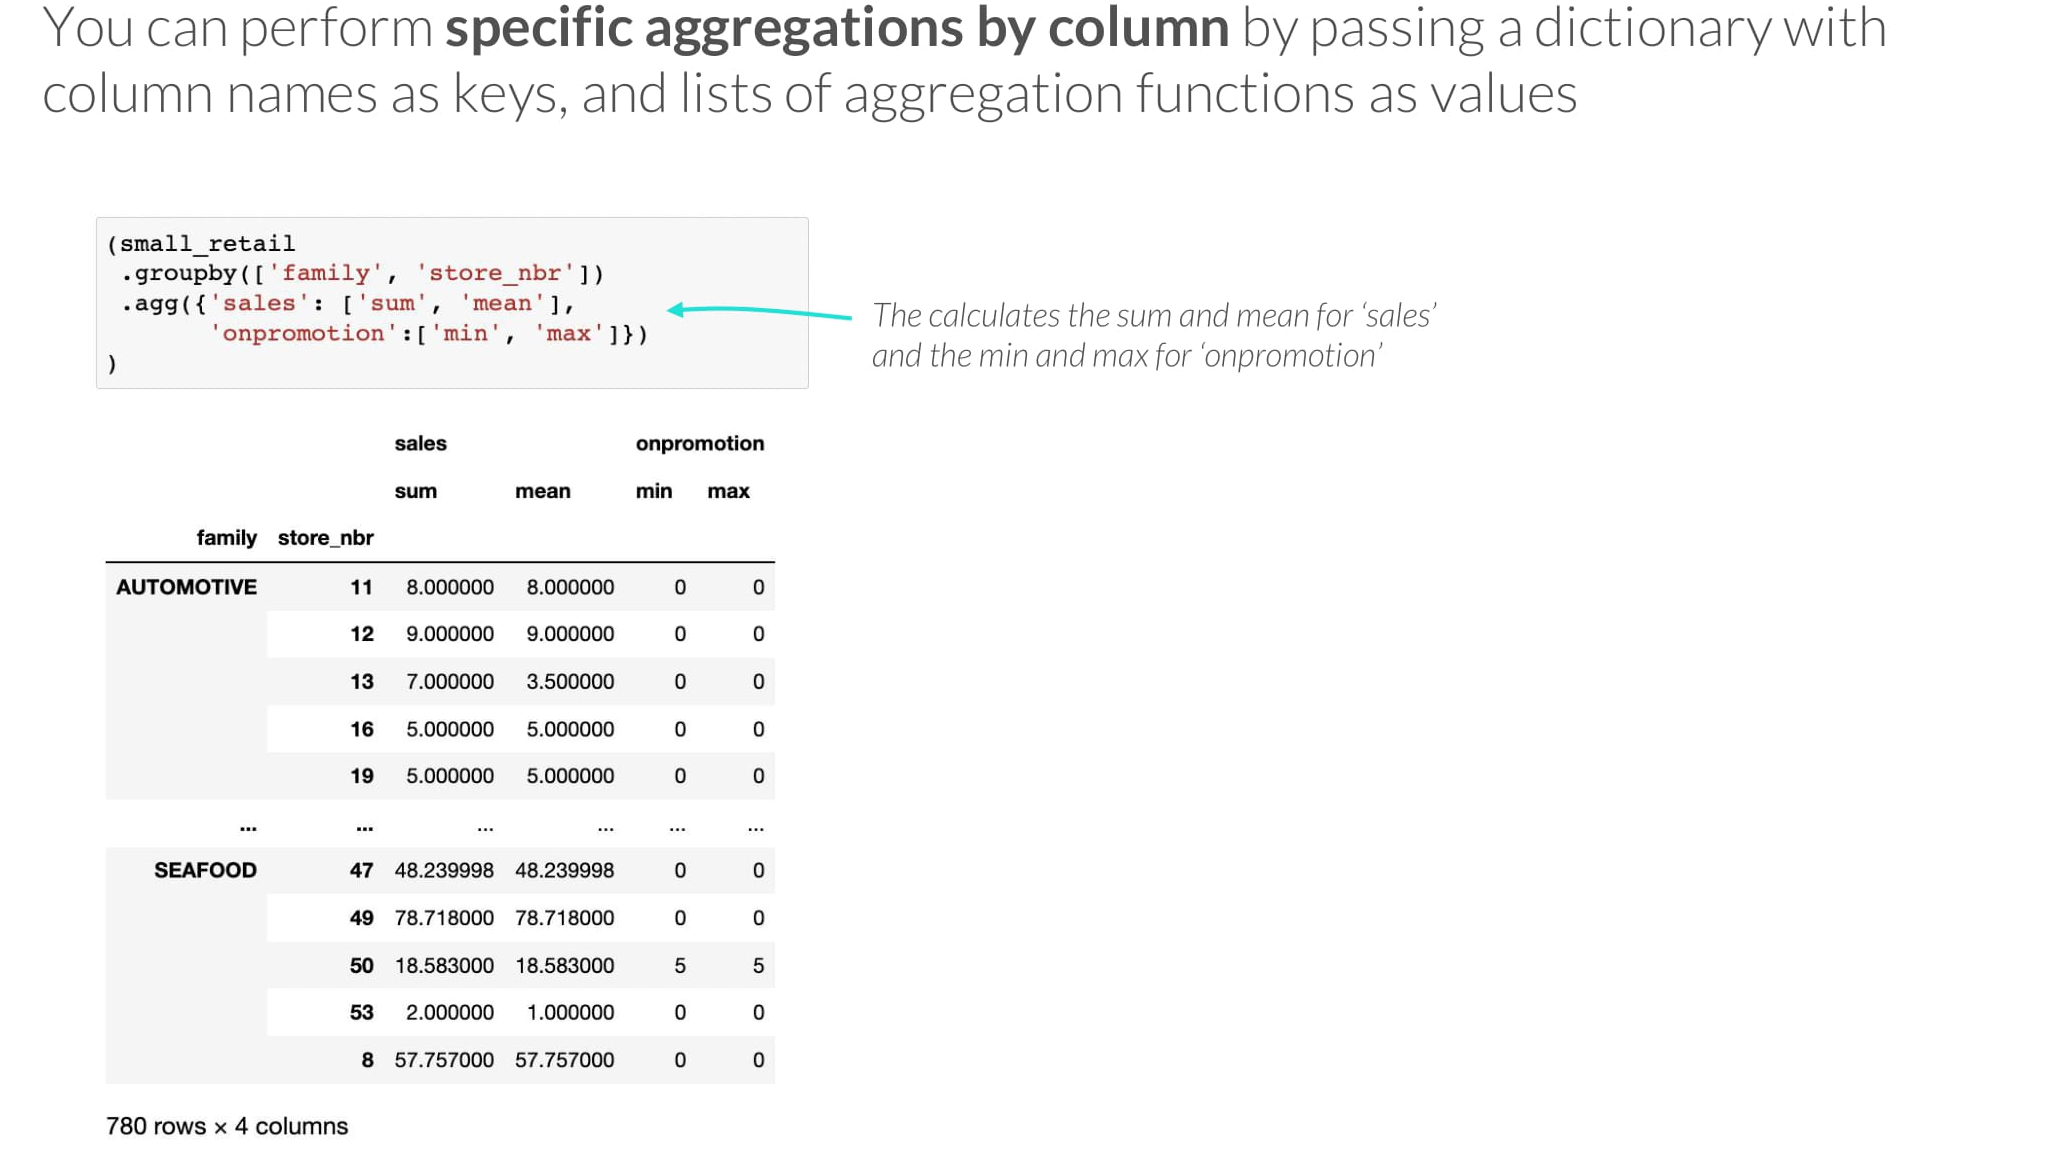 You can perform specific aggregations by column by passing a dictionary with
column names as keys, and lists of aggregation functions as values
(small_retail
 .groupby(['family', 'store_nbr'])
 .agg({'sales': ['sum', 'mean'],
       'onpromotion':['min', 'max']})
)
The calculates the sum and mean for ‘sales’
and the min and max for ‘onpromotion’
sales onpromotion
sum mean min max
family store_nbr
AUTOMOTIVE 11 8.000000 8.000000 0 0
12 9.000000 9.000000 0 0
13 7.000000 3.500000 0 0
16 5.000000 5.000000 0 0
19 5.000000 5.000000 0 0
... ... ... ... ... ...
SEAFOOD 47 48.239998 48.239998 0 0
49 78.718000 78.718000 0 0
50 18.583000 18.583000 5 5
53 2.000000 1.000000 0 0
8 57.757000 57.757000 0 0
780 rows × 4 columns